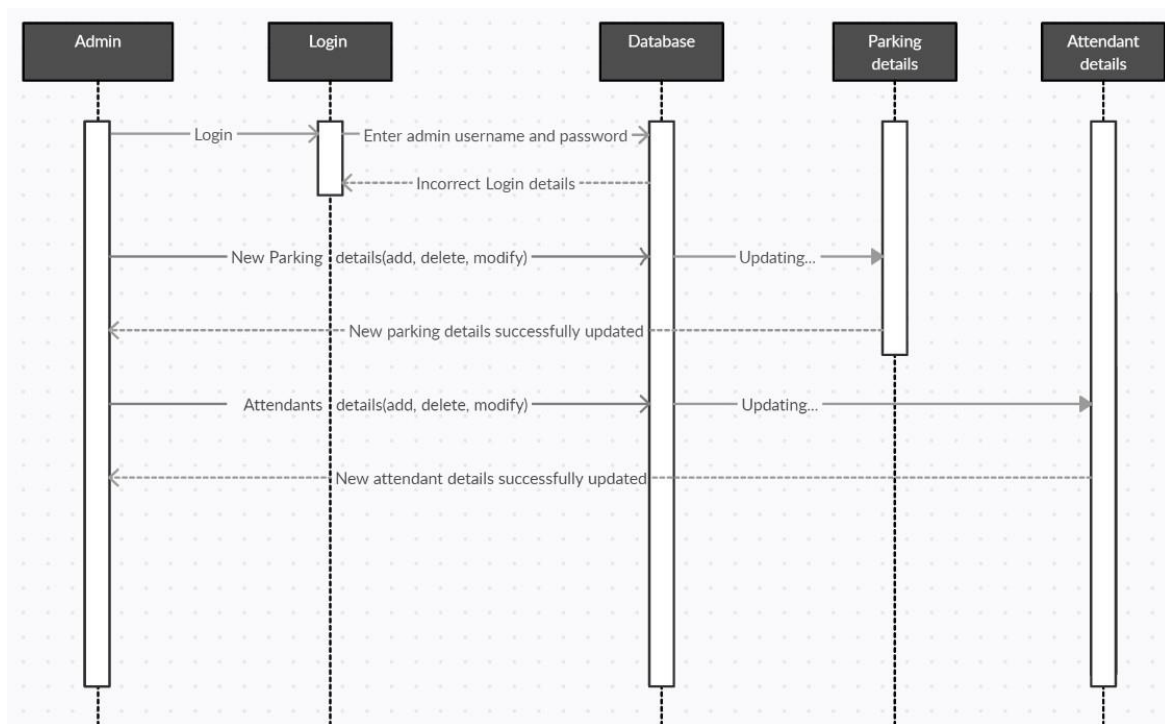 Admin
Login
Database
Parking
details
Attendant
details
Login
Enter admin username and password
Incorrect Login details
New Parking details(add, delete, modify)
Updating...
New parking details successfully updated
Attendants details(add, delete, modify)
Updating...
New attendant details successfully updated